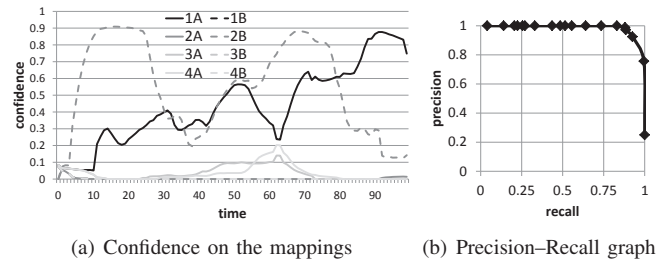 1
0.9
0.8
0.7
0.6
0.5
0.4
0.3
0.2
0.1
0
confidence
1A 1B
2A 2B
3A 3B
4A 4B
0 10 20 30 40 50 60 70 80 90
time
(a) Confidence on the mappings
1
0.8
0.6
0.4
0.2
0
precision
0 0.25 0.5 0.75 1
recall
(b) Precision–Recall graph